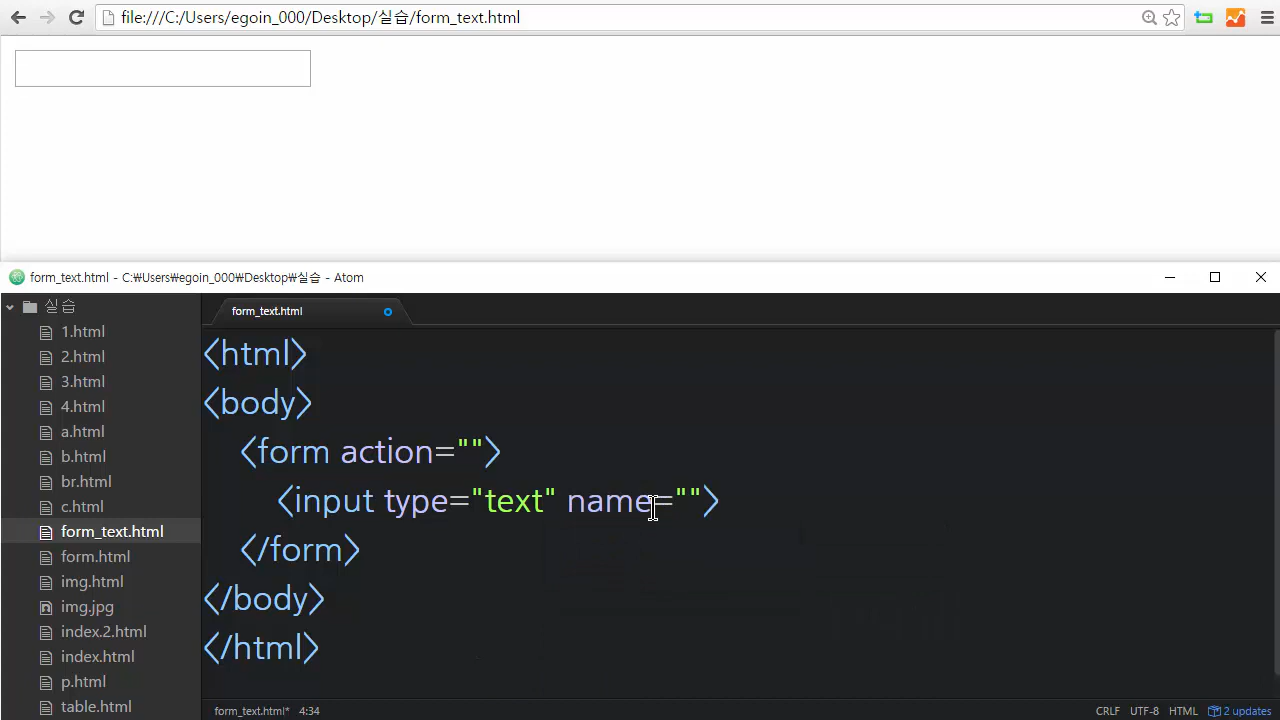 file:///C:/Users/egoin_000/Desktop/실습/form_text.html
form_text.html - C:₩Users₩egoin_000₩Desktop₩실습 - Atom
실습
1.html
2.html
3.html
4.html
a.html
b.html
br.html
c.html
form_text.html
form.html
img.html
img.jpg
index.2.html
index.html
p.html
table.html
form_text.html
<html>
<body>
<form action="">
<input type="text" name="">
</form>
</body>
</html>
form_text.html* 4:34
CRLF UTF-8 HTML 2 updates